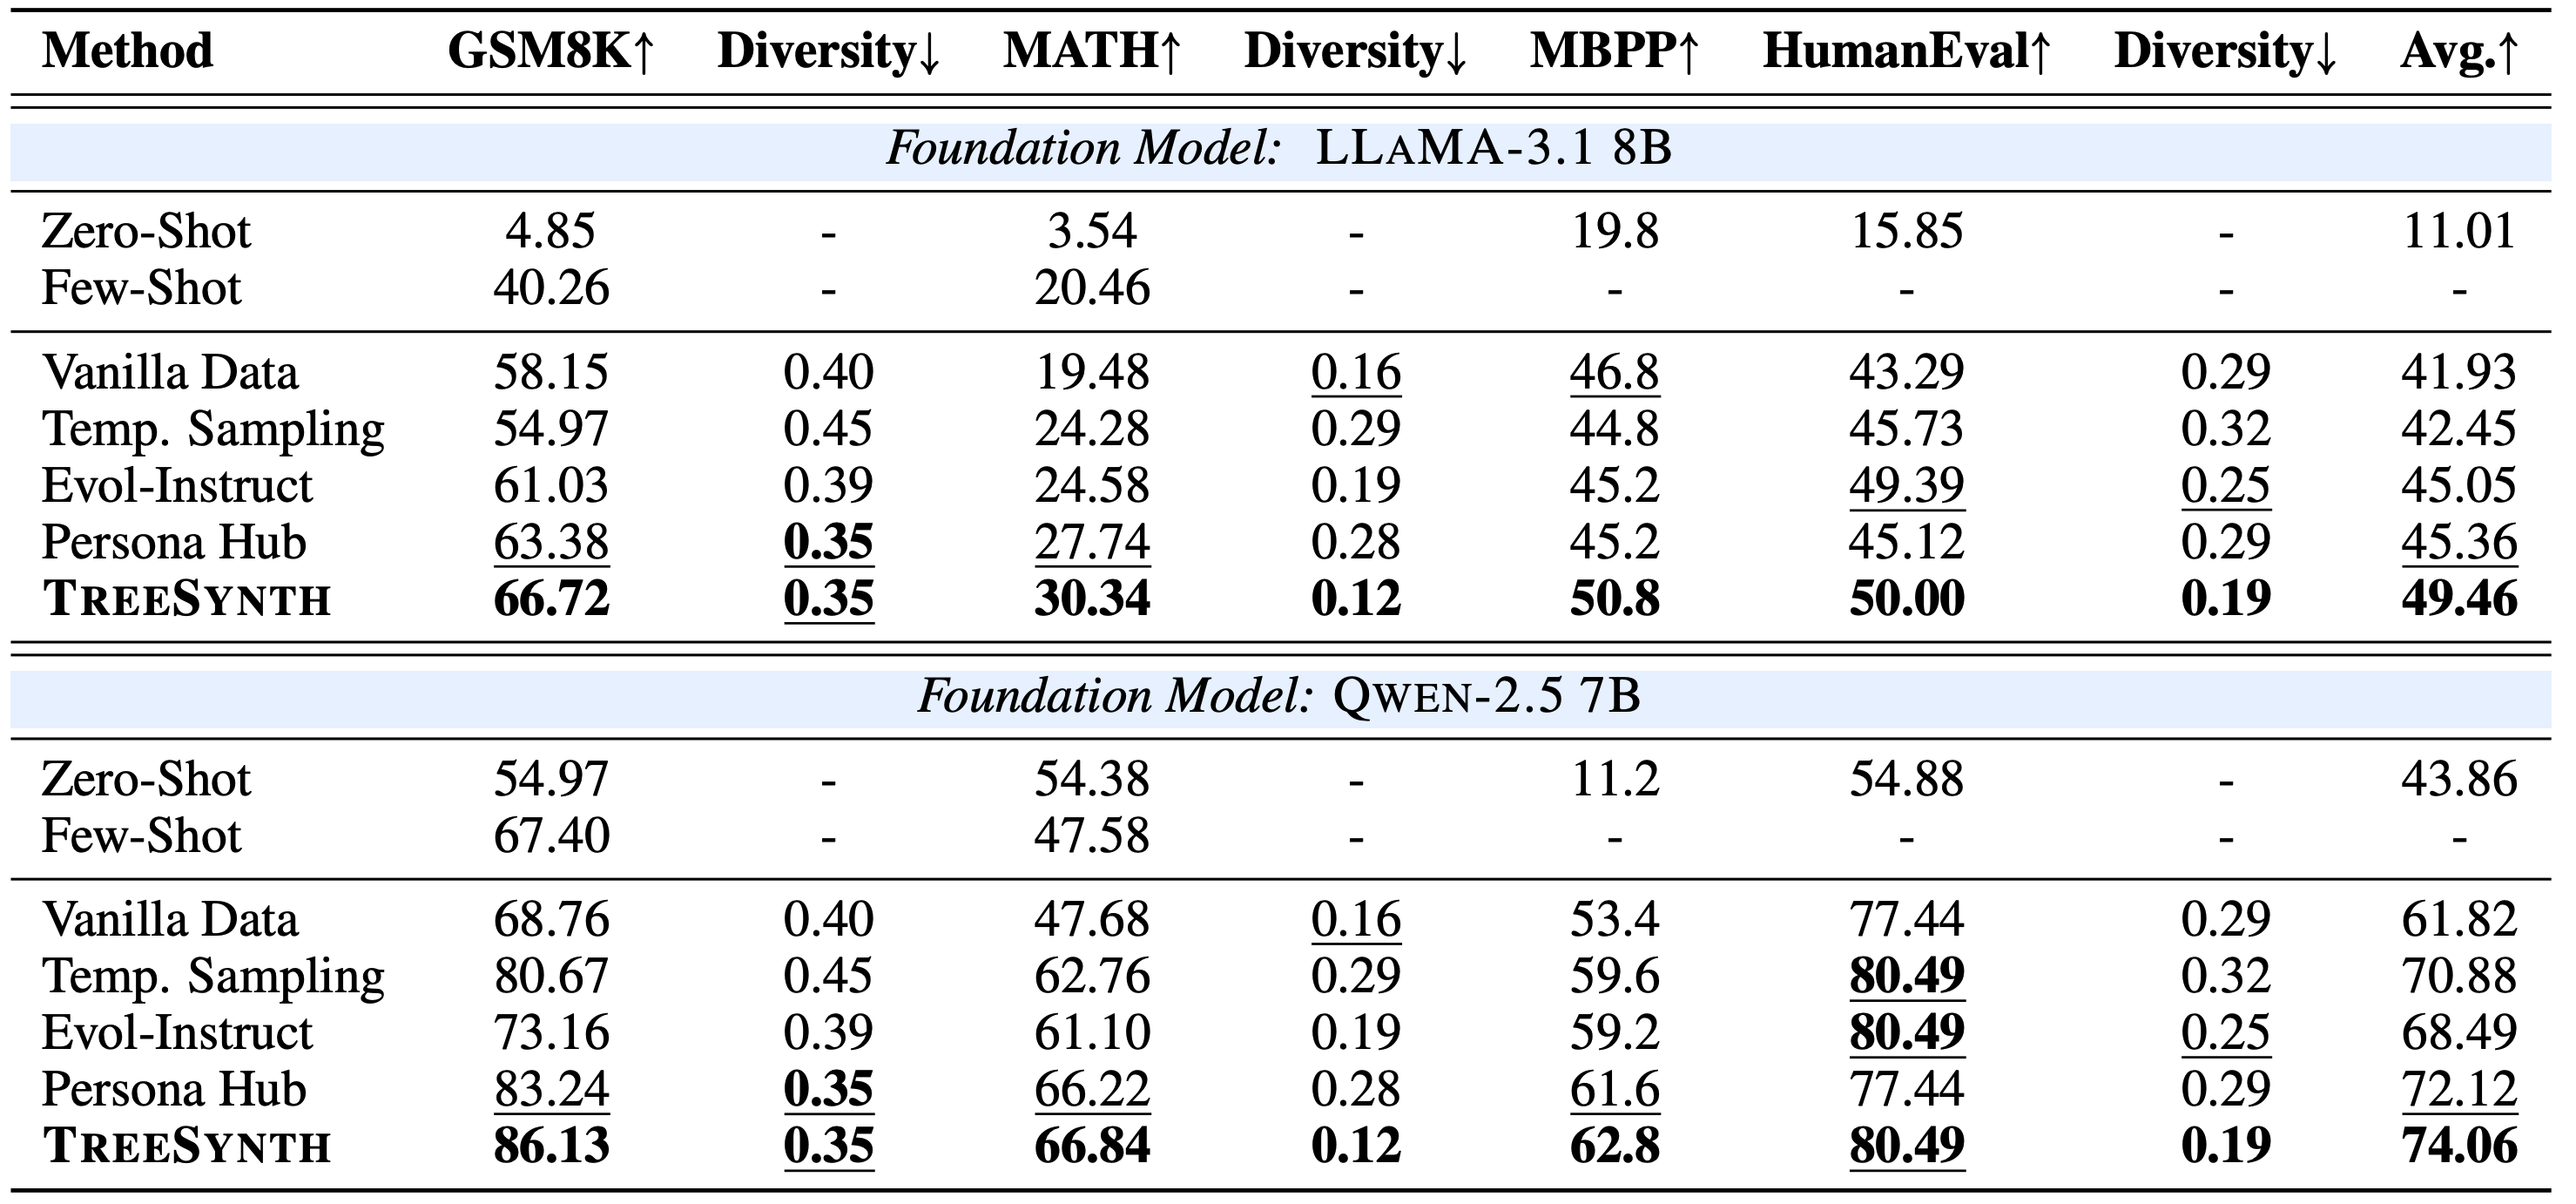 Method GSM8K↑ Diversity↓ MATH↑ Diversity↓ MBPP↑ HumanEval↑ Diversity↓ Avg.↑
Foundation Model: LLAMA-3.1 8B
Zero-Shot 4.85 - 3.54 - 19.8 15.85 - 11.01
Few-Shot 40.26 - 20.46 - - - - -
Vanilla Data 58.15 0.40 19.48 0.16 46.8 43.29 0.29 41.93
Temp. Sampling 54.97 0.45 24.28 0.29 44.8 45.73 0.32 42.45
Evol-Instruct 61.03 0.39 24.58 0.19 45.2 49.39 0.25 45.05
Persona Hub 63.38 0.35 27.74 0.28 45.2 45.12 0.29 45.36
TREESYNTH 66.72 0.35 30.34 0.12 50.8 50.00 0.19 49.46
Foundation Model: QWEN-2.5 7B
Zero-Shot 54.97 - 54.38 - 11.2 54.88 - 43.86
Few-Shot 67.40 - 47.58 - - - - -
Vanilla Data 68.76 0.40 47.68 0.16 53.4 77.44 0.29 61.82
Temp. Sampling 80.67 0.45 62.76 0.29 59.6 80.49 0.32 70.88
Evol-Instruct 73.16 0.39 61.10 0.19 59.2 80.49 0.25 68.49
Persona Hub 83.24 0.35 66.22 0.28 61.6 77.44 0.29 72.12
TREESYNTH 86.13 0.35 66.84 0.12 62.8 80.49 0.19 74.06